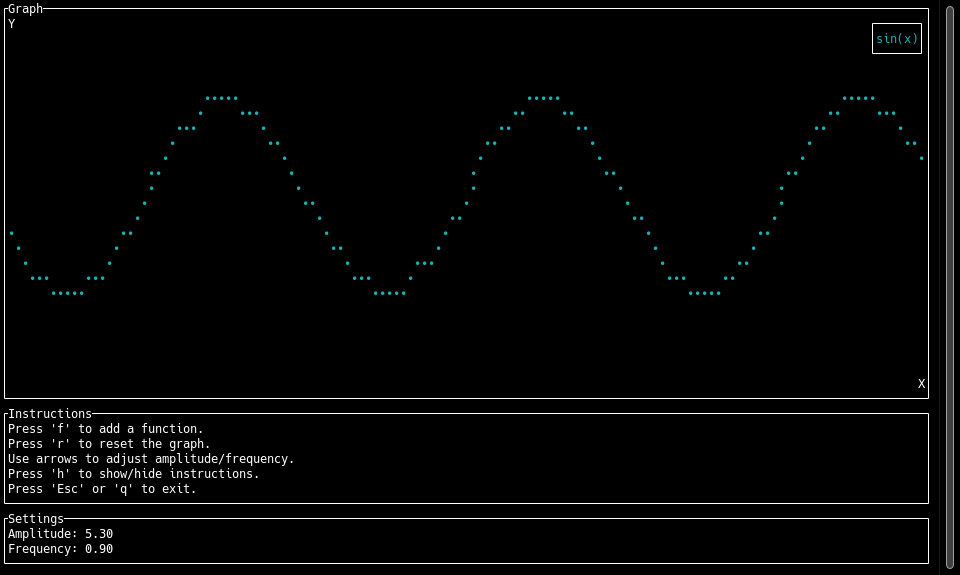 Graph
Y
sin(x)
X
Instructions
Press 'f' to add a function.
Press 'r' to reset the graph.
Use arrows to adjust amplitude/frequency.
Press 'h' to show/hide instructions.
Press 'Esc' or 'q' to exit.
Settings
Amplitude: 5.30
Frequency: 0.90